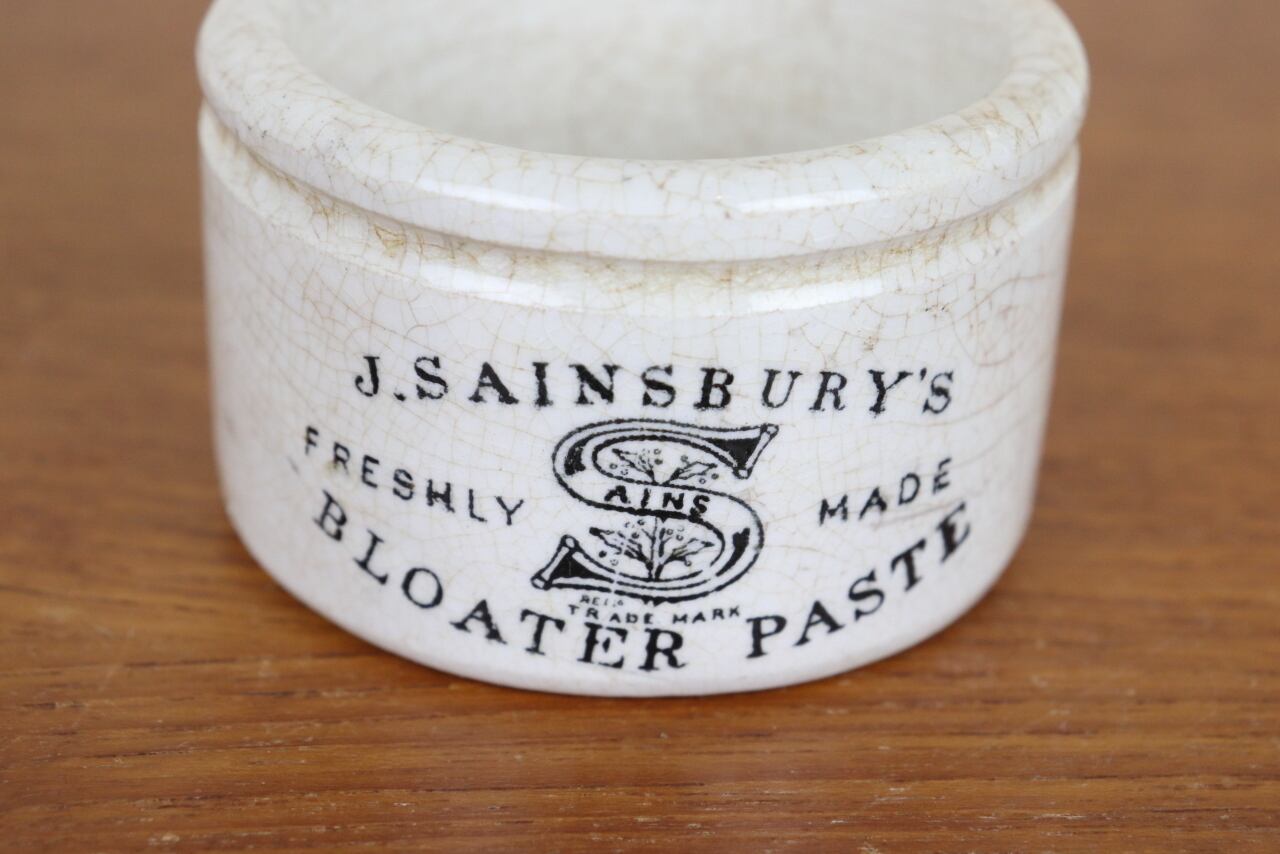 J. SAINSBURY'S
FRESHLY MADE
SAINS
TRADE MARK
BLOATER PASTE